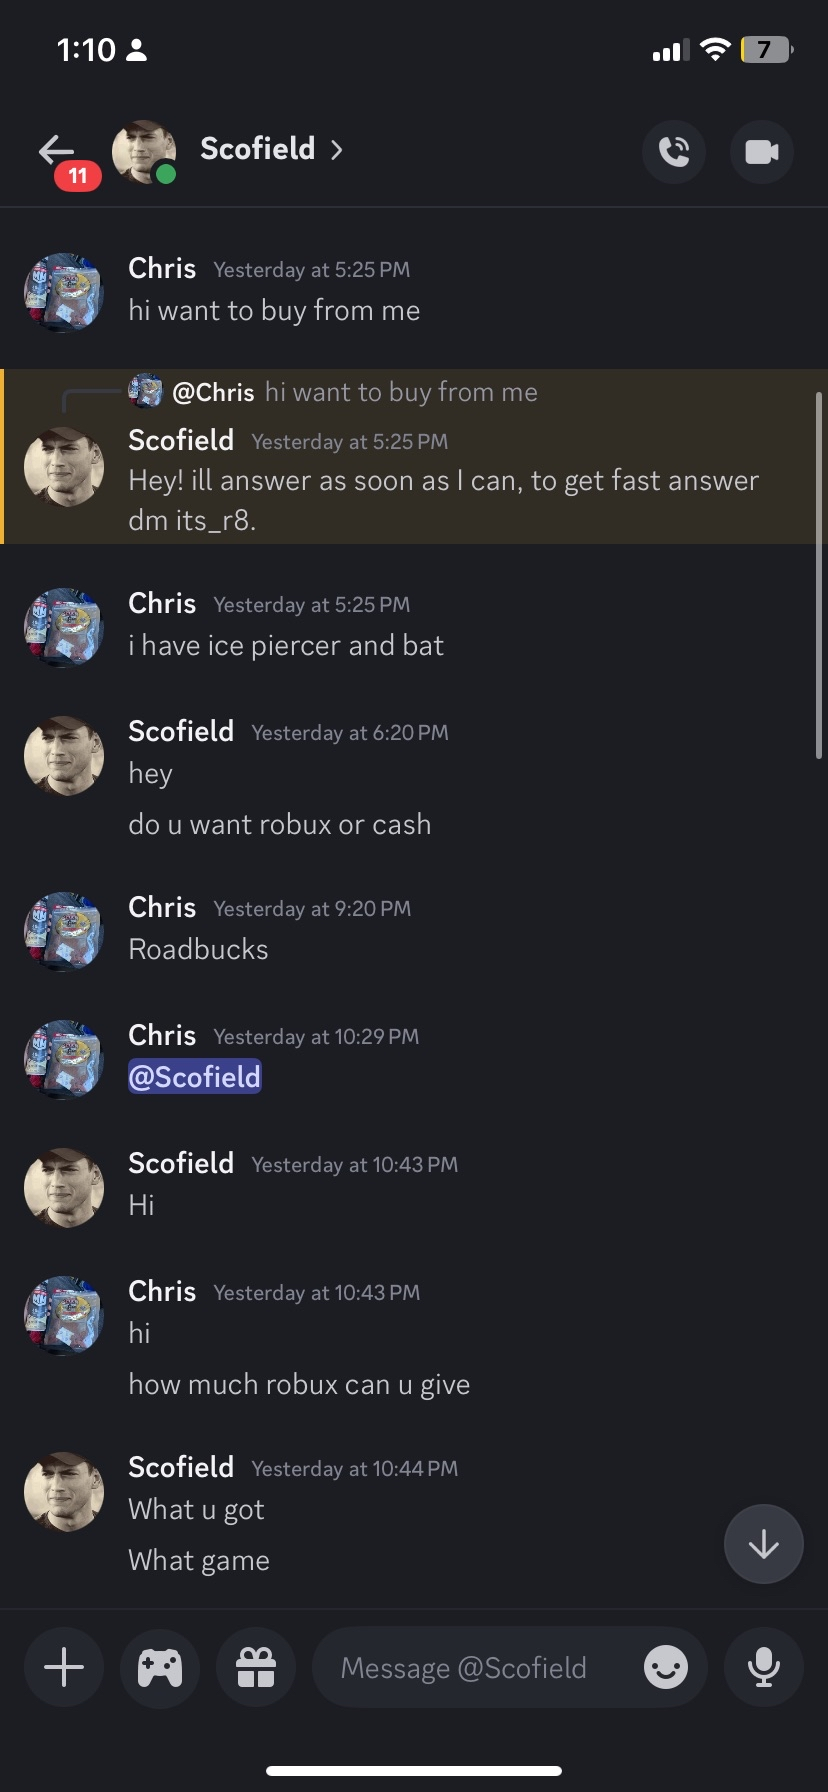 1:10
7
11
Scofield
Chris Yesterday at 5:25 PM
hi want to buy from me
@Chris hi want to buy from me
Scofield Yesterday at 5:25 PM
Hey! ill answer as soon as I can, to get fast answer
dm its_r8.
Chris Yesterday at 5:25 PM
i have ice piercer and bat
Scofield Yesterday at 6:20 PM
hey
do u want robux or cash
Chris Yesterday at 9:20 PM
Roadbucks
Chris Yesterday at 10:29 PM
@Scofield
Scofield Yesterday at 10:43 PM
Hi
Chris Yesterday at 10:43 PM
hi
how much robux can u give
Scofield Yesterday at 10:44 PM
What u got
What game
Message @Scofield